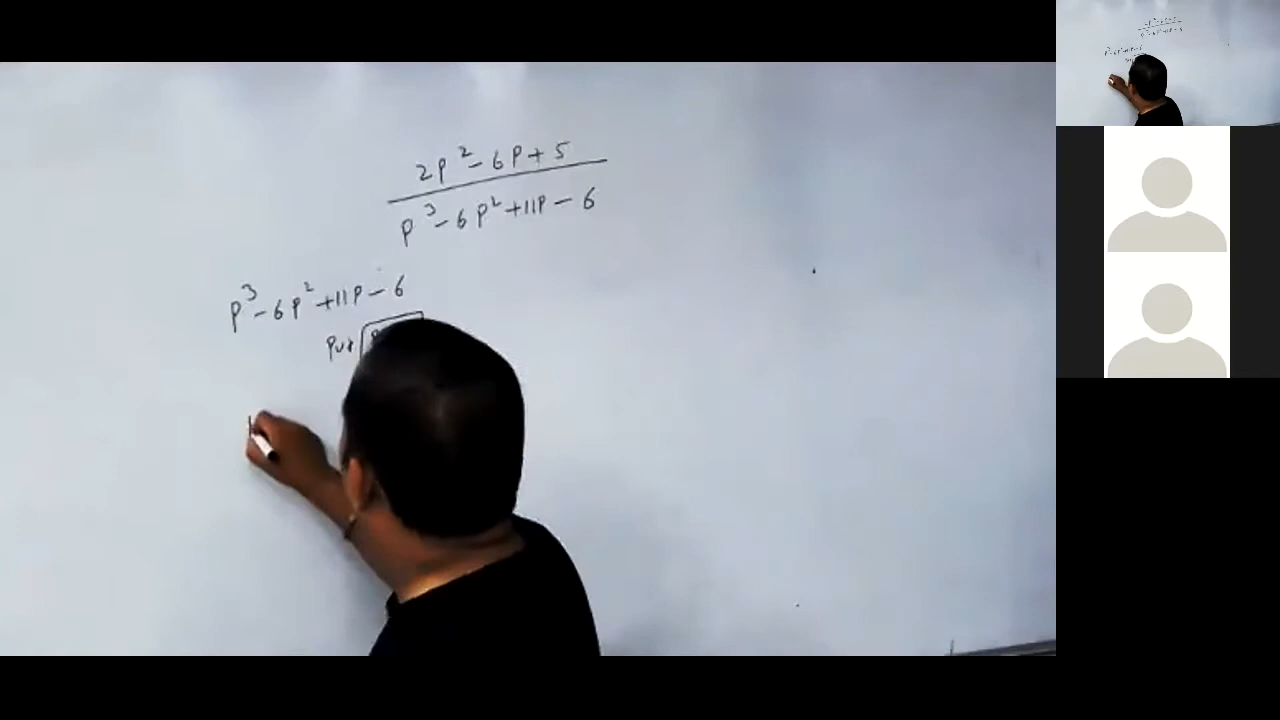 2p² - 6p + 5
p³ - 6p² + 11p - 6
p³ - 6p² + 11p - 6
Put